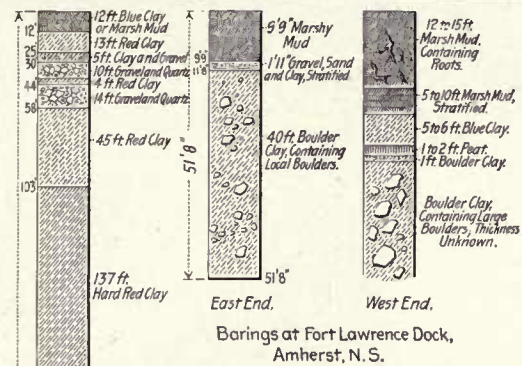 12 ft. Blue Clay
or Marsh Mud
13 ft. Red Clay
5 ft. Clay and Gravel
10 ft. Gravel and Quartz
4 ft. Red Clay
14 ft. Gravel and Quartz
45 ft. Red Clay
137 ft.
Hard Red Clay
12'
25
30
44
58
103
9'9" Marshy
Mud
1'11" Gravel, Sand
and Clay, Stratified
40 ft. Boulder
Clay, Containing
Local Boulders.
9'9"
11'8"
51'8"
51'8"
East End.
12 to 15 ft.
Marsh Mud,
Containing
Roots.
5 to 10 ft. Marsh Mud,
Stratified.
5 to 6 ft. Blue Clay.
1 to 2 ft. Peat.
1 ft. Boulder Clay.
Boulder Clay,
Containing Large
Boulders, Thickness
Unknown.
West End.
Borings at Fort Lawrence Dock,
Amherst, N. S.